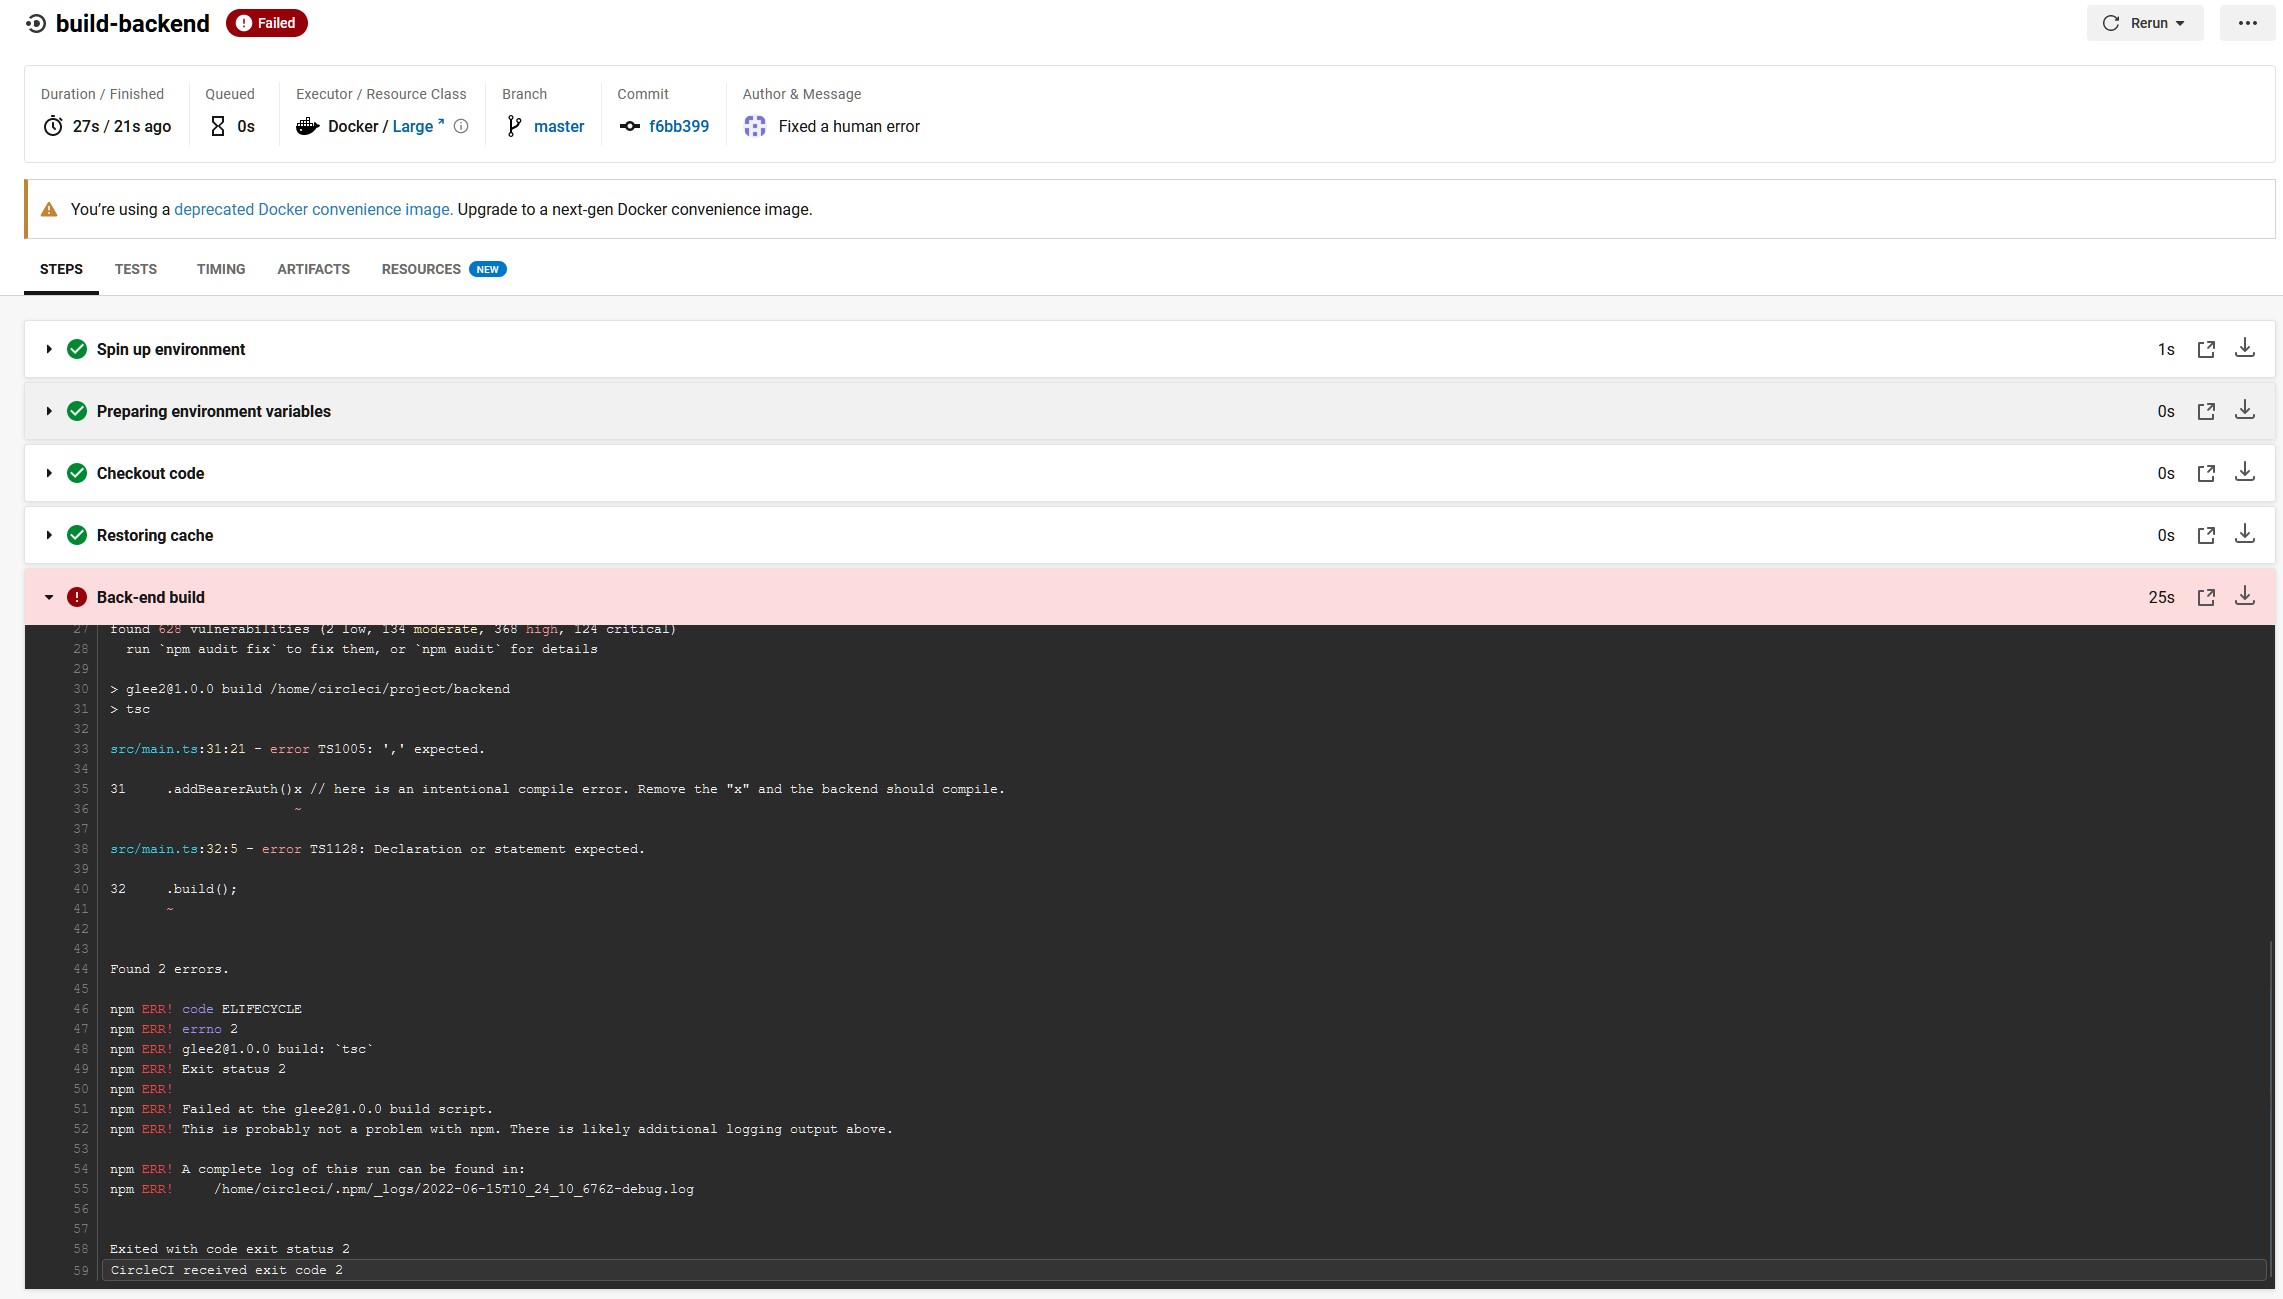 build-backend Failed Rerun
Duration / Finished Queued Executor / Resource Class Branch Commit Author & Message
27s / 21s ago 0s Docker / Large master f6bb399 Fixed a human error
You’re using a deprecated Docker convenience image. Upgrade to a next-gen Docker convenience image.
STEPS TESTS TIMING ARTIFACTS RESOURCES NEW
Spin up environment 1s
Preparing environment variables 0s
Checkout code 0s
Restoring cache 0s
Back-end build 25s
27 found 628 vulnerabilities (2 low, 134 moderate, 368 high, 124 critical)
28 run `npm audit fix` to fix them, or `npm audit` for details
29
30 > glee2@1.0.0 build /home/circleci/project/backend
31 > tsc
32
33 src/main.ts:31:21 - error TS1005: ',' expected.
34
35 31 .addBearerAuth()x // here is an intentional compile error. Remove the "x" and the backend should compile.
36 ~
37
38 src/main.ts:32:5 - error TS1128: Declaration or statement expected.
39
40 32 .build();
41 ~
42
43
44 Found 2 errors.
45
46 npm ERR! code ELIFECYCLE
47 npm ERR! errno 2
48 npm ERR! glee2@1.0.0 build: `tsc`
49 npm ERR! Exit status 2
50 npm ERR!
51 npm ERR! Failed at the glee2@1.0.0 build script.
52 npm ERR! This is probably not a problem with npm. There is likely additional logging output above.
53
54 npm ERR! A complete log of this run can be found in:
55 npm ERR! /home/circleci/.npm/_logs/2022-06-15T10_24_10_676Z-debug.log
56
57
58 Exited with code exit status 2
59 CircleCI received exit code 2